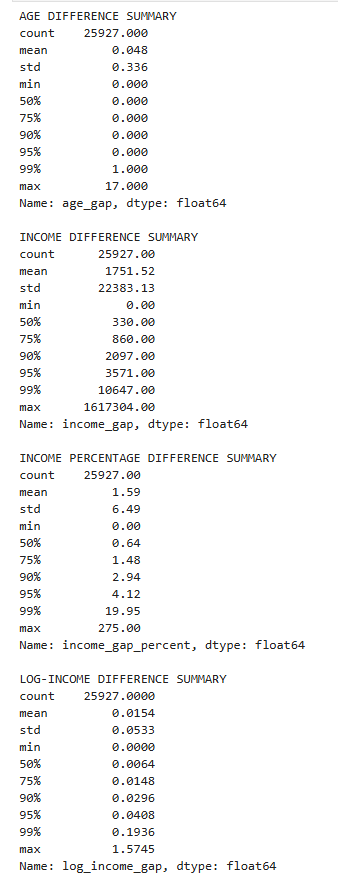 AGE DIFFERENCE SUMMARY
count    25927.000
mean         0.048
std          0.336
min          0.000
50%          0.000
75%          0.000
90%          0.000
95%          0.000
99%          1.000
max         17.000
Name: age_gap, dtype: float64
INCOME DIFFERENCE SUMMARY
count      25927.00
mean        1751.52
std        22383.13
min            0.00
50%          330.00
75%          860.00
90%         2097.00
95%         3571.00
99%        10647.00
max      1617304.00
Name: income_gap, dtype: float64
INCOME PERCENTAGE DIFFERENCE SUMMARY
count    25927.00
mean         1.59
std          6.49
min          0.00
50%          0.64
75%          1.48
90%          2.94
95%          4.12
99%         19.95
max        275.00
Name: income_gap_percent, dtype: float64
LOG-INCOME DIFFERENCE SUMMARY
count    25927.0000
mean         0.0154
std          0.0533
min          0.0000
50%          0.0064
75%          0.0148
90%          0.0296
95%          0.0408
99%          0.1936
max          1.5745
Name: log_income_gap, dtype: float64